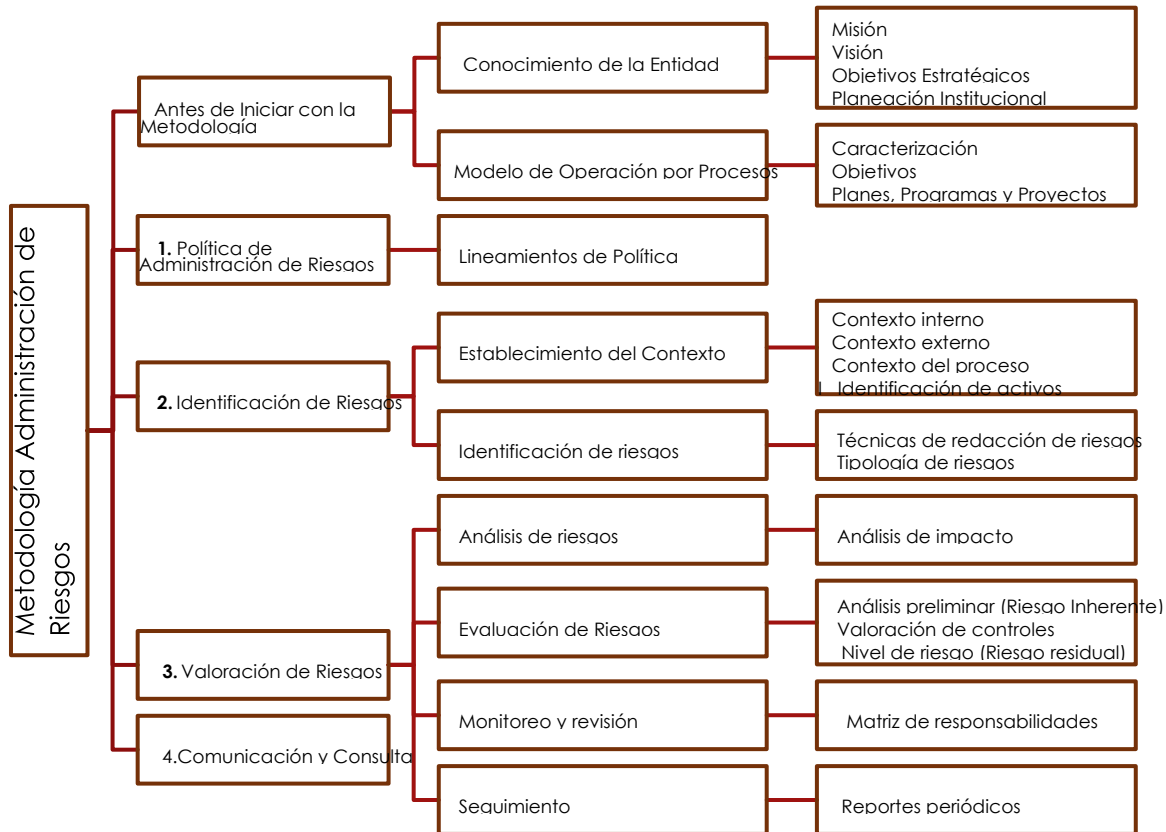 Metodología Administración de
Riesgos
Antes de Iniciar con la
Metodología
Conocimiento de la Entidad
Misión
Visión
Objetivos Estratégicos
Planeación Institucional
Modelo de Operación por Procesos
Caracterización
Objetivos
Planes, Programas y Proyectos
1. Política de
Administración de Riesgos
Lineamientos de Política
2. Identificación de Riesgos
Establecimiento del Contexto
Contexto interno
Contexto externo
Contexto del proceso
Identificación de activos
Identificación de riesgos
Técnicas de redacción de riesgos
Tipología de riesgos
3. Valoración de Riesgos
Análisis de riesgos
Análisis de impacto
Evaluación de Riesgos
Análisis preliminar (Riesgo Inherente)
Valoración de controles
Nivel de riesgo (Riesgo residual)
Monitoreo y revisión
Matriz de responsabilidades
Seguimiento
Reportes periódicos
4.Comunicación y Consulta